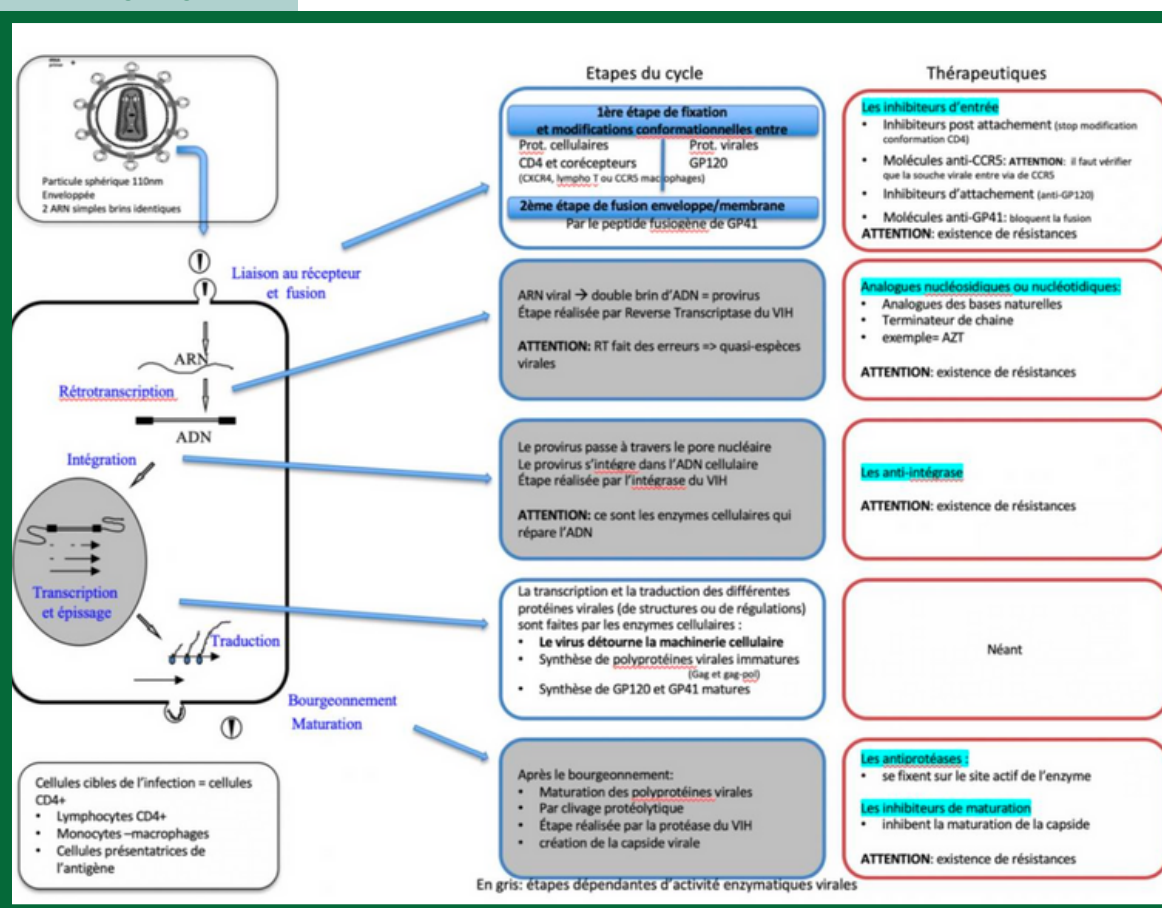 Particule sphérique 110nm
Enveloppée
2 ARN simples brins identiques
Liaison au récepteur
et fusion
ARN
Rétrotranscription
ADN
Intégration
Transcription
et épissage
Traduction
Bourgeonnement
Maturation
Cellules cibles de l'infection = cellules
CD4+
• Lymphocytes CD4+
• Monocytes –macrophages
• Cellules présentatrices de
l'antigène
Etapes du cycle
1ère étape de fixation
et modifications conformationnelles entre
Prot. cellulaires Prot. virales
CD4 et corécepteurs GP120
(CXCR4, lympho T ou CCR5 macrophages)
2ème étape de fusion enveloppe/membrane
Par le peptide fusiogène de GP41
ARN viral → double brin d'ADN = provirus
Étape réalisée par Reverse Transcriptase du VIH
ATTENTION: RT fait des erreurs => quasi-espèces
virales
Le provirus passe à travers le pore nucléaire
Le provirus s'intégre dans l'ADN cellulaire
Étape réalisée par l'intégrase du VIH
ATTENTION: ce sont les enzymes cellulaires qui
répare l'ADN
La transcription et la traduction des différentes
protéines virales (de structures ou de régulations)
sont faites par les enzymes cellulaires :
• Le virus détourne la machinerie cellulaire
• Synthèse de polyprotéines virales immatures
(Gag et gag-pol)
• Synthèse de GP120 et GP41 matures
Après le bourgeonnement:
• Maturation des polyprotéines virales
• Par clivage protéolytique
• Étape réalisée par la protéase du VIH
• création de la capside virale
En gris: étapes dépendantes d'activité enzymatiques virales
Thérapeutiques
Les inhibiteurs d'entrée
• Inhibiteurs post attachement (stop modification
conformation CD4)
• Molécules anti-CCR5: ATTENTION: il faut vérifier
que la souche virale entre via de CCR5
• Inhibiteurs d'attachement (anti-GP120)
• Molécules anti-GP41: bloquent la fusion
ATTENTION: existence de résistances
Analogues nucléosidiques ou nucléotidiques:
• Analogues des bases naturelles
• Terminateur de chaine
• exemple= AZT
ATTENTION: existence de résistances
Les anti-intégrase
ATTENTION: existence de résistances
Néant
Les antiprotéases :
• se fixent sur le site actif de l'enzyme
Les inhibiteurs de maturation
• inhibent la maturation de la capside
ATTENTION: existence de résistances